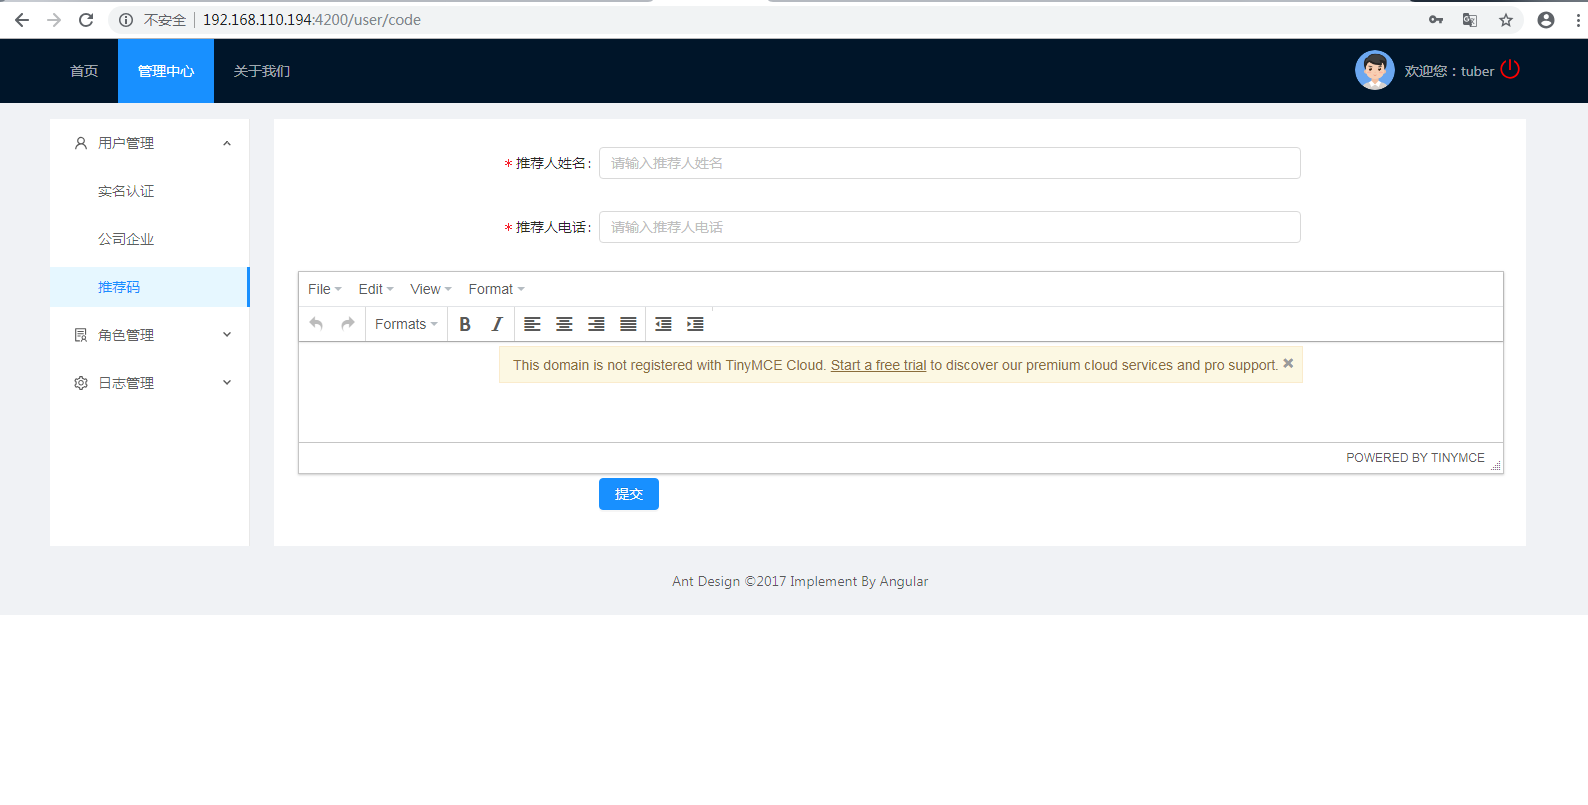 不安全 192.168.110.194:4200/user/code
首页 管理中心 关于我们 欢迎您：tuber
用户管理
实名认证
公司企业
推荐码
角色管理
日志管理
* 推荐人姓名： 请输入推荐人姓名
* 推荐人电话： 请输入推荐人电话
File Edit View Format
Formats B I
This domain is not registered with TinyMCE Cloud. Start a free trial to discover our premium cloud services and pro support.
POWERED BY TINYMCE
提交
Ant Design ©2017 Implement By Angular